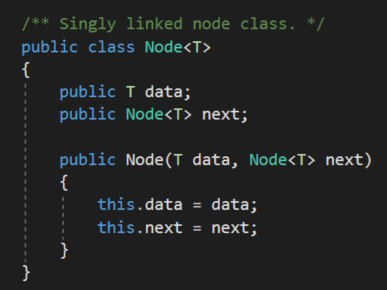 /** Singly linked node class. */
public class Node<T>
{
    public T data;
    public Node<T> next;

    public Node(T data, Node<T> next)
    {
        this.data = data;
        this.next = next;
    }
}